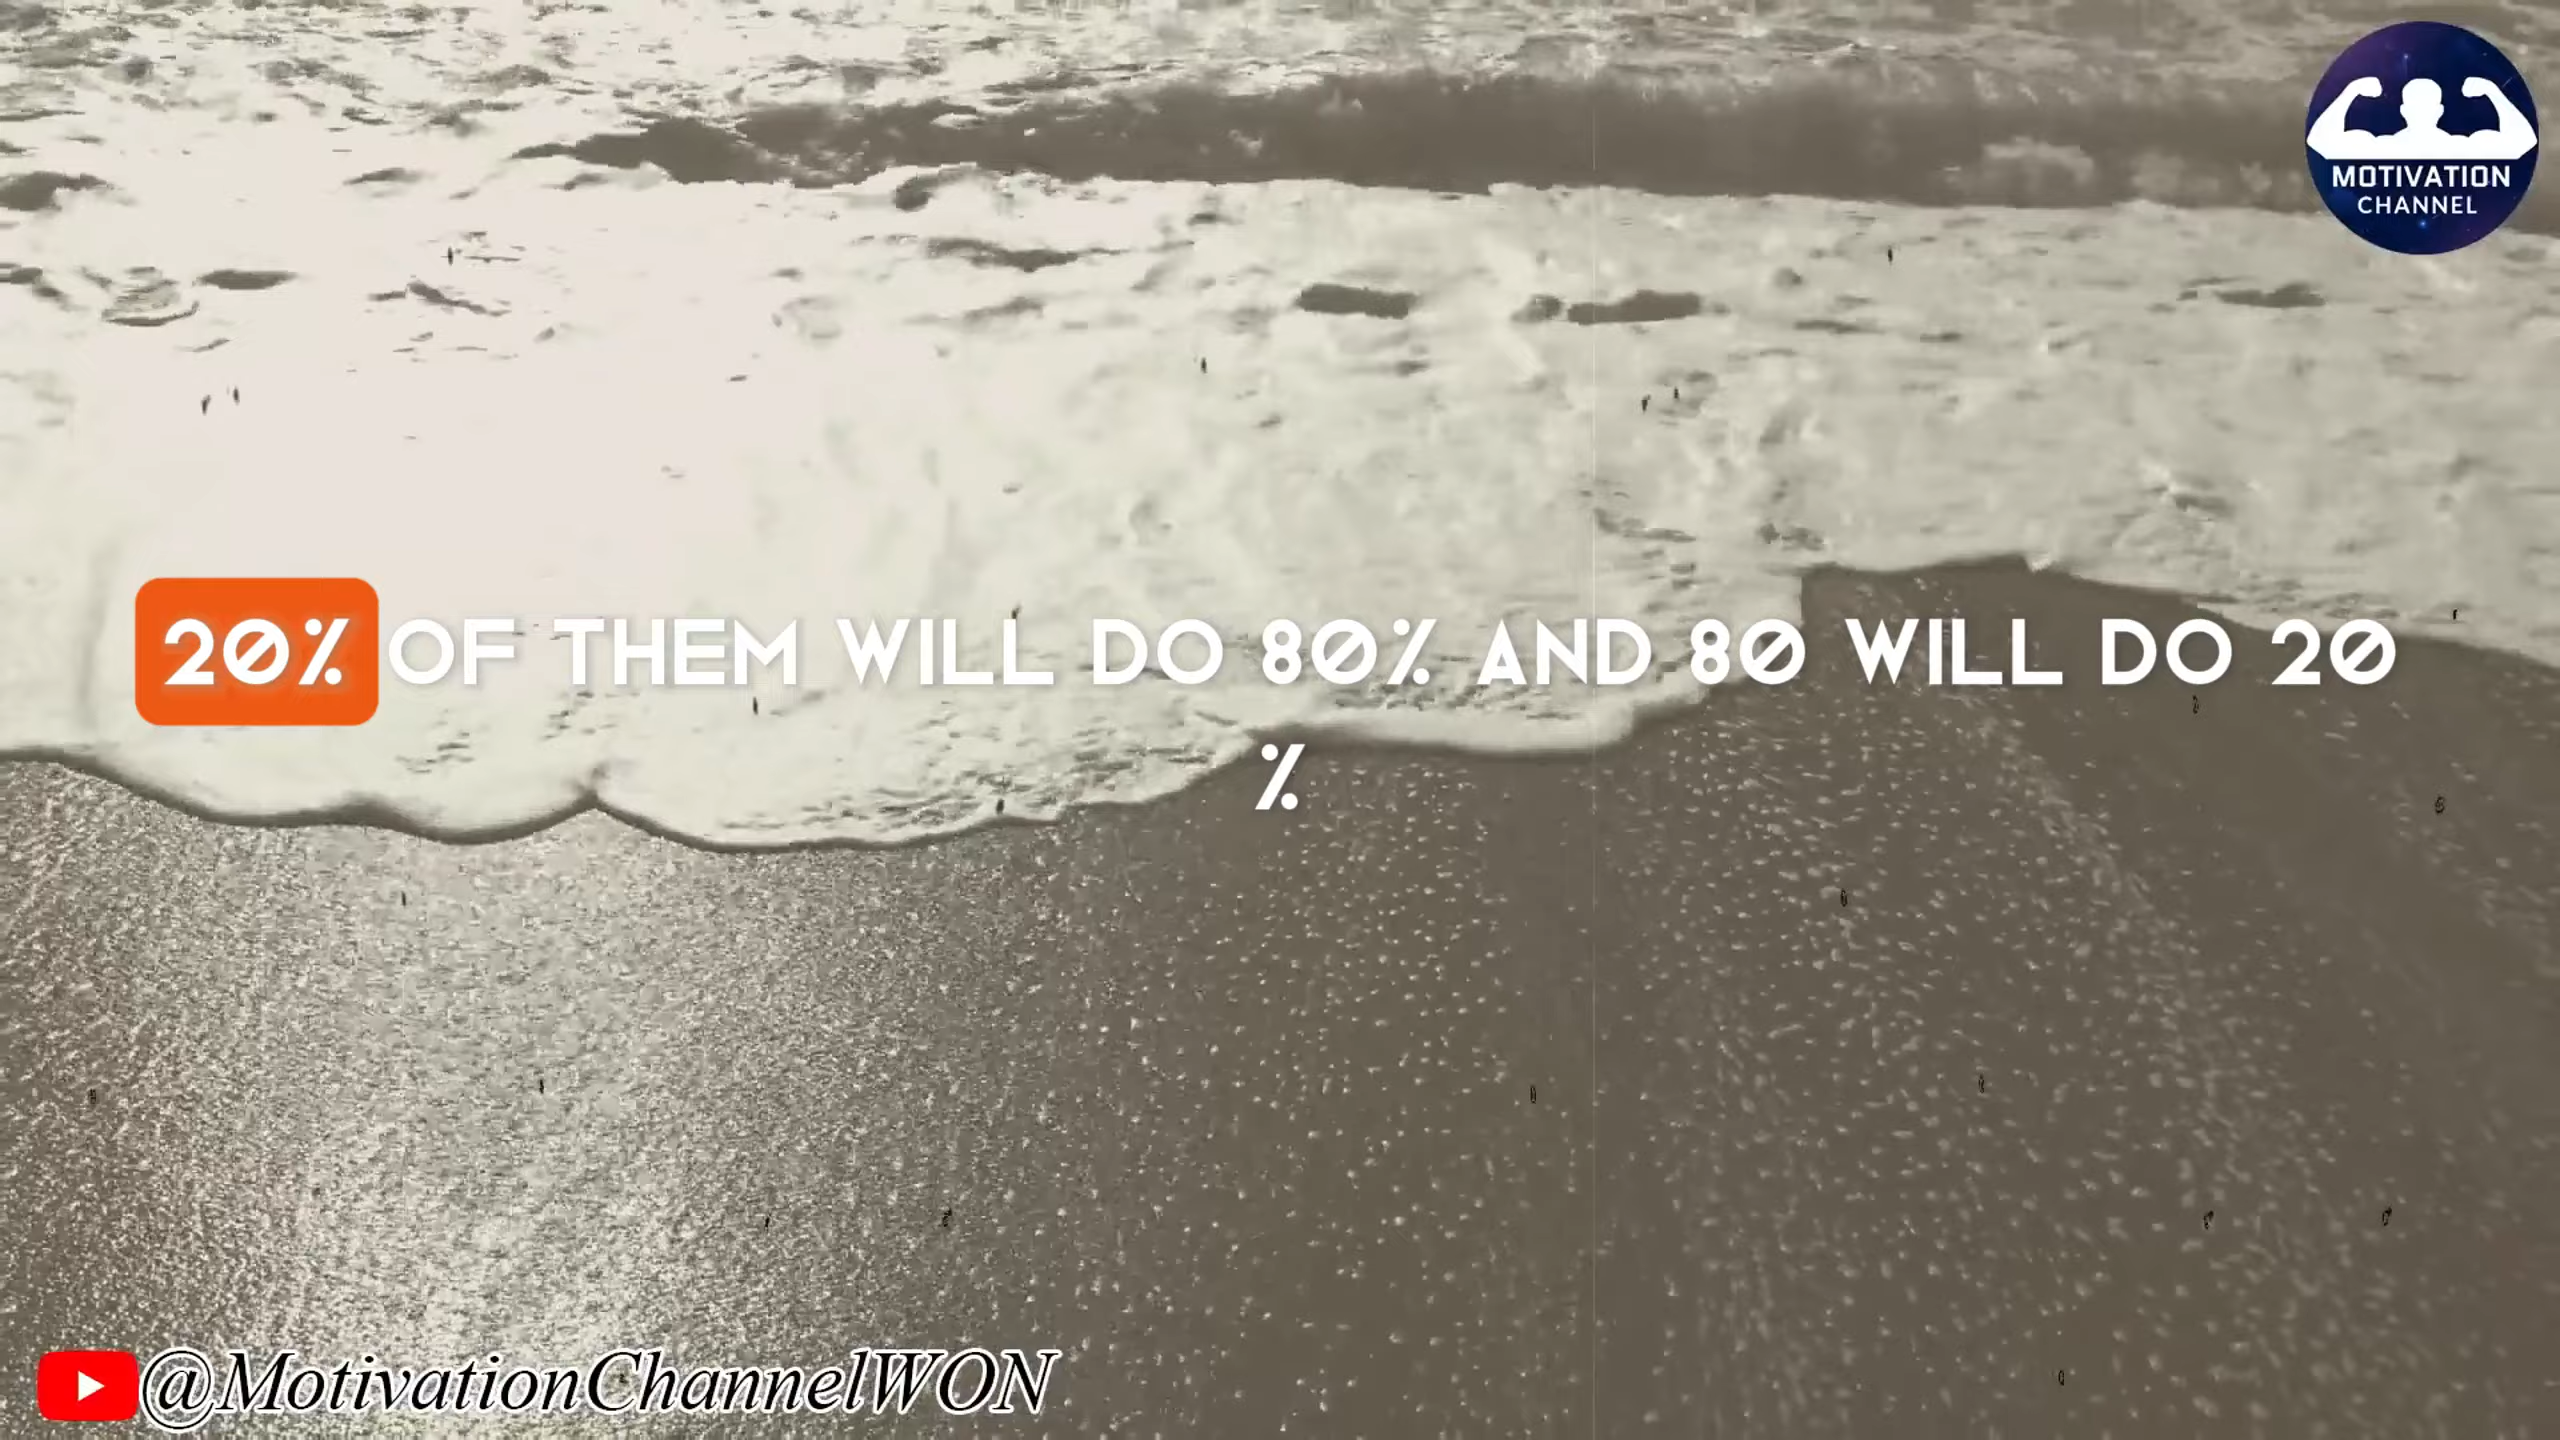 MOTIVATION
CHANNEL
20% OF THEM WILL DO 80% AND 80 WILL DO 20
%
@MotivationChannelWON